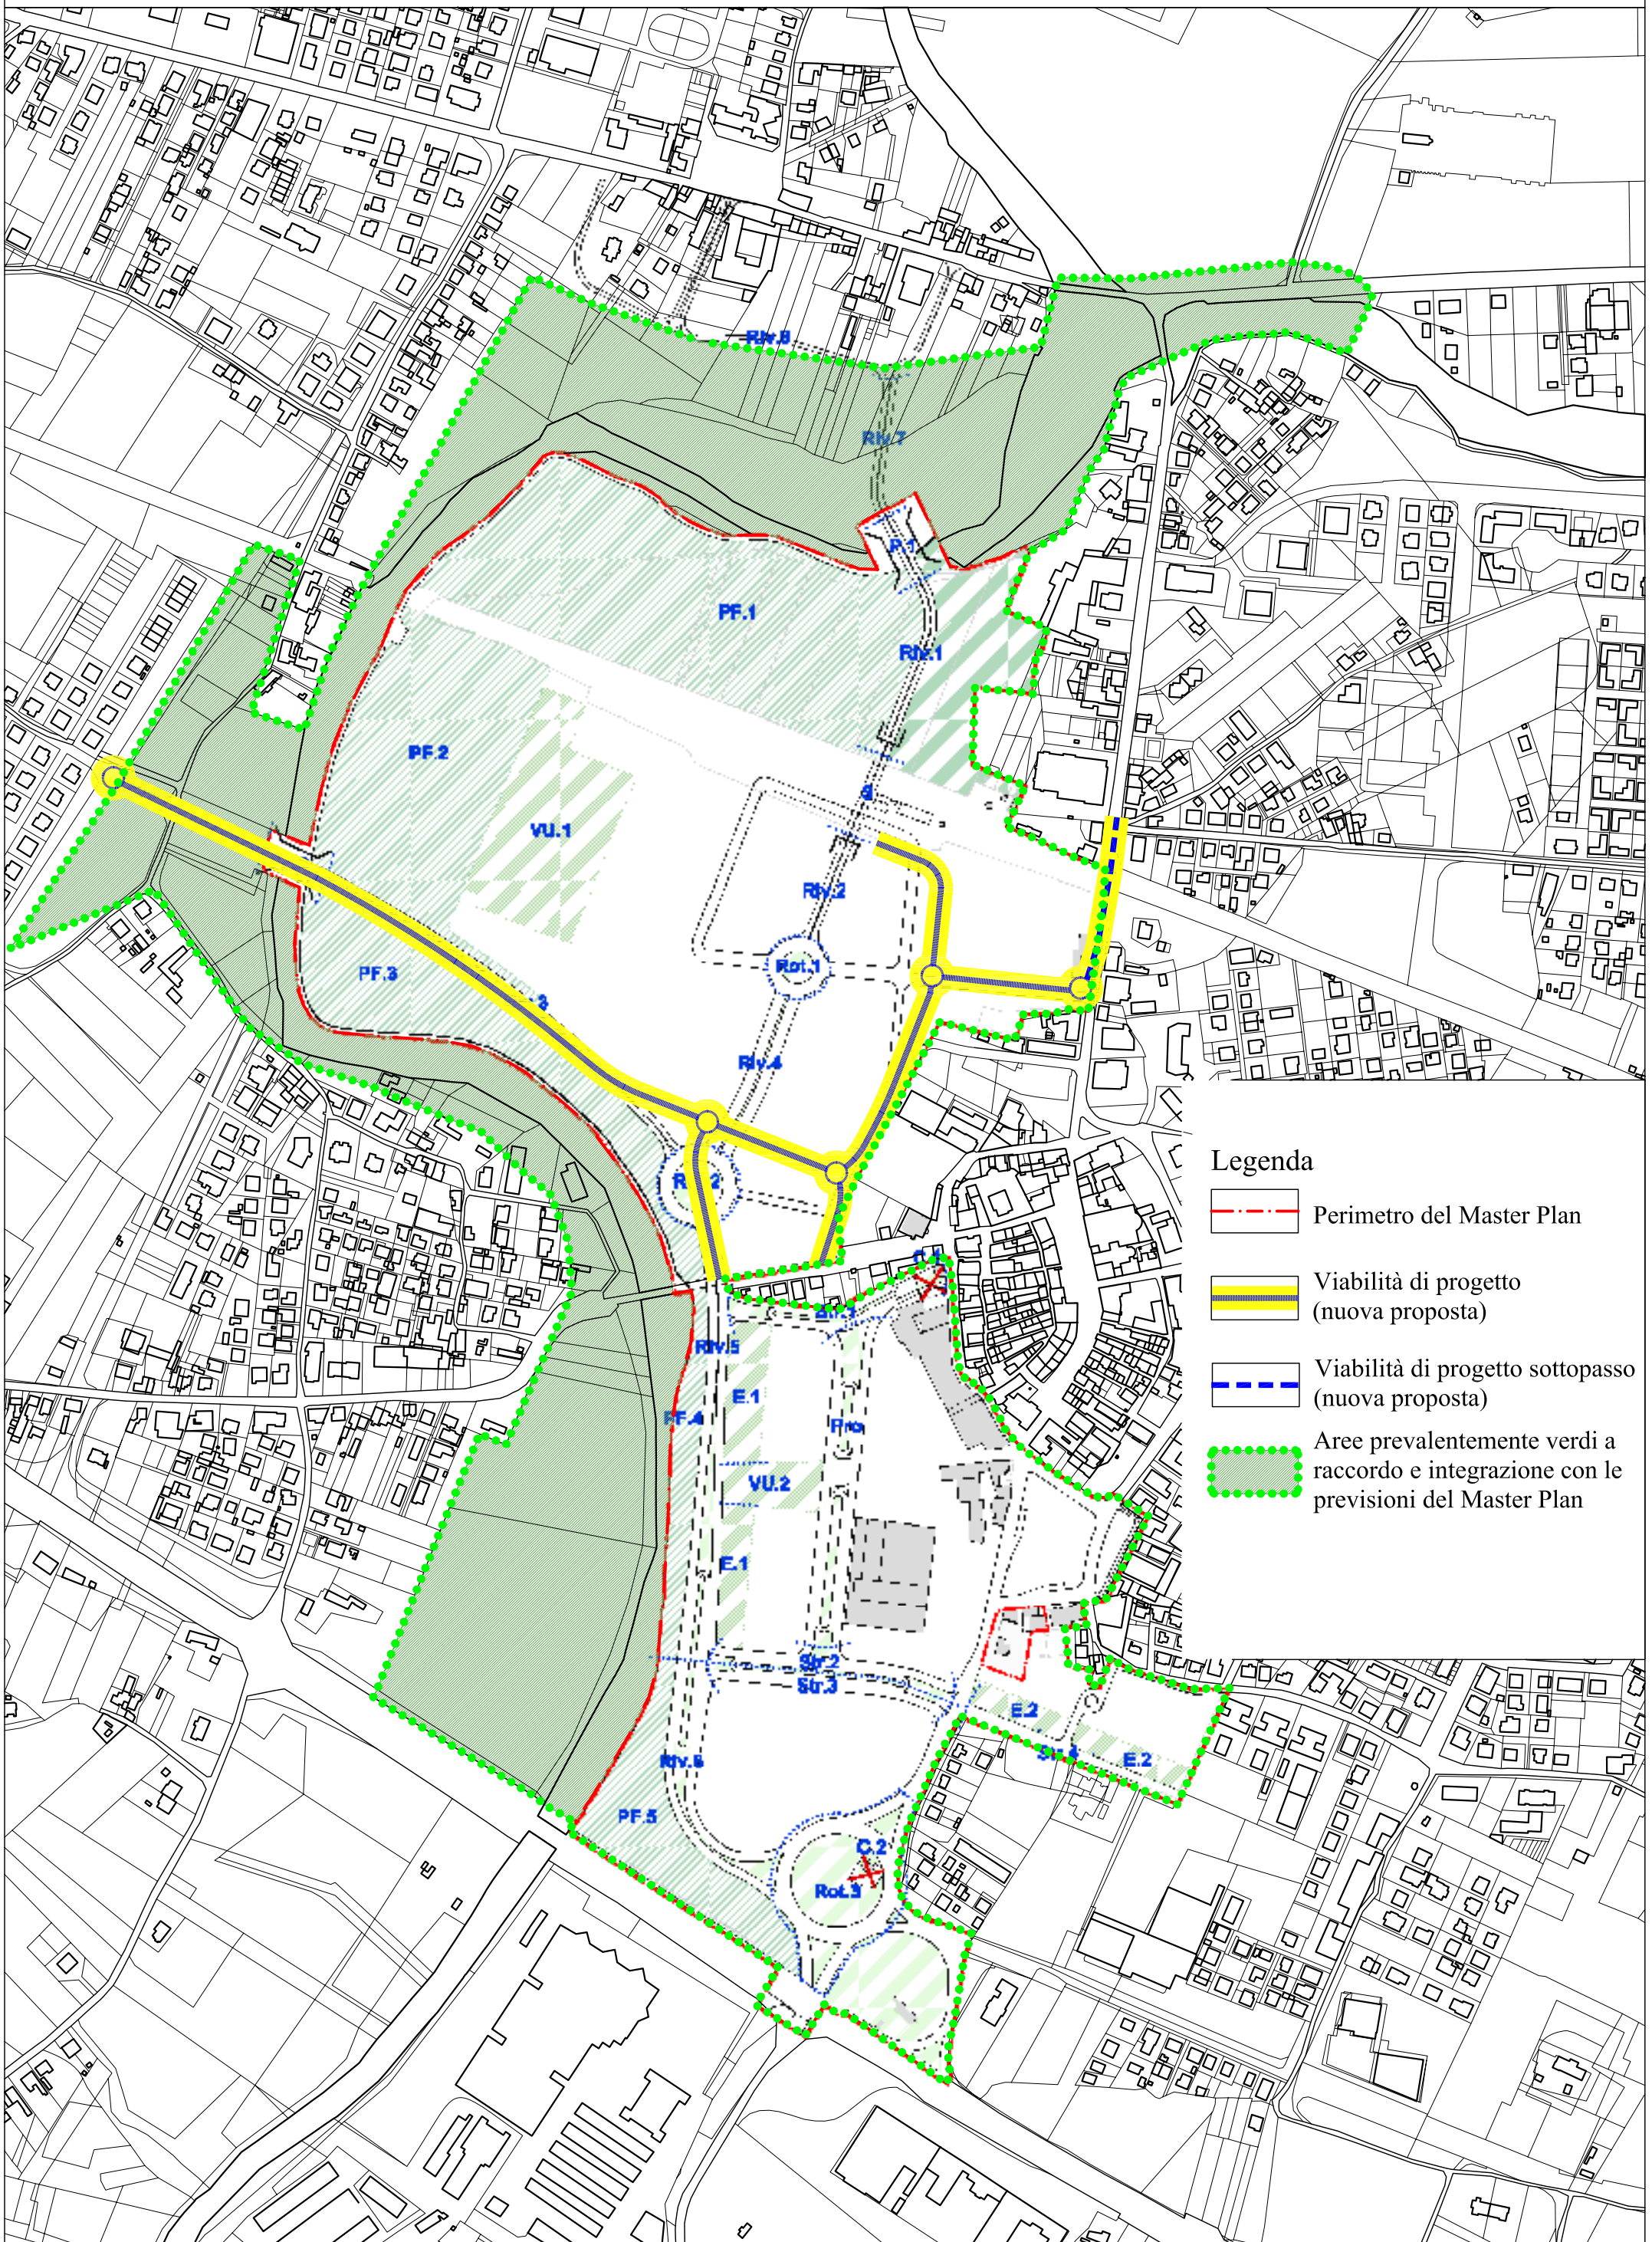 Riv.8
Riv.7
P.1
PF.1
Riv.1
PF.2
VU.1
Riv.2
PF.3
Rot.1
3
Riv.4
C.1
Riv.5
E.1
PF.4
Pro
VU.2
E.1
Str.2
Str.3
E.2
Str.4
E.2
Riv.6
PF.5
C.2
Rot.3
Legenda
Perimetro del Master Plan
Viabilità di progetto
(nuova proposta)
Viabilità di progetto sottopasso
(nuova proposta)
Aree prevalentemente verdi a
raccordo e integrazione con le
previsioni del Master Plan